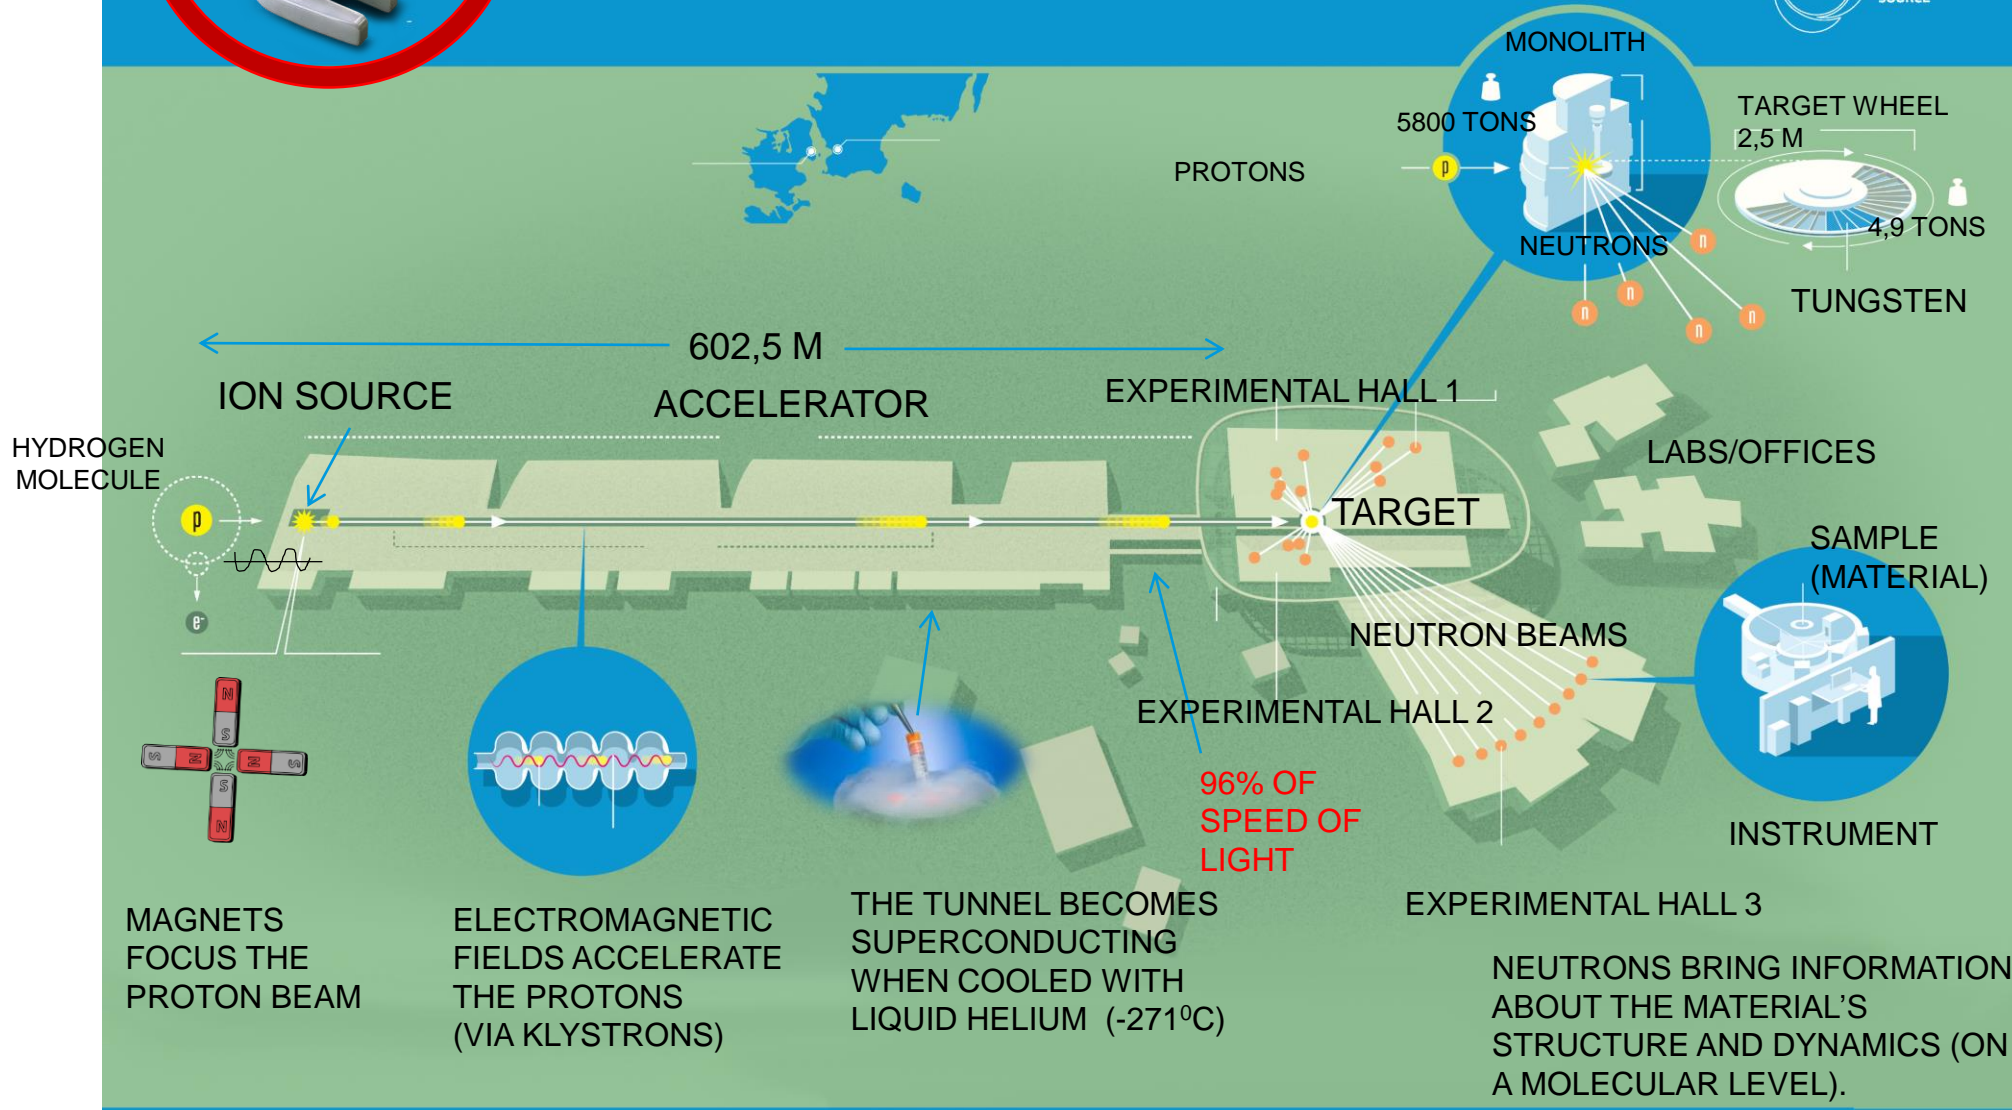 SOURCE
MONOLITH
5800 TONS
TARGET WHEEL
2,5 M
PROTONS
p
4,9 TONS
NEUTRONS
n
n
n
n
n
TUNGSTEN
602,5 M
ION SOURCE
ACCELERATOR
EXPERIMENTAL HALL 1
HYDROGEN
MOLECULE
LABS/OFFICES
p
TARGET
SAMPLE
(MATERIAL)
e-
NEUTRON BEAMS
N
S
S
N
N
S
S
N
EXPERIMENTAL HALL 2
96% OF
SPEED OF
LIGHT
INSTRUMENT
MAGNETS
FOCUS THE
PROTON BEAM
ELECTROMAGNETIC
FIELDS ACCELERATE
THE PROTONS
(VIA KLYSTRONS)
THE TUNNEL BECOMES
SUPERCONDUCTING
WHEN COOLED WITH
LIQUID HELIUM (-271⁰C)
EXPERIMENTAL HALL 3
NEUTRONS BRING INFORMATION
ABOUT THE MATERIAL’S
STRUCTURE AND DYNAMICS (ON
A MOLECULAR LEVEL).